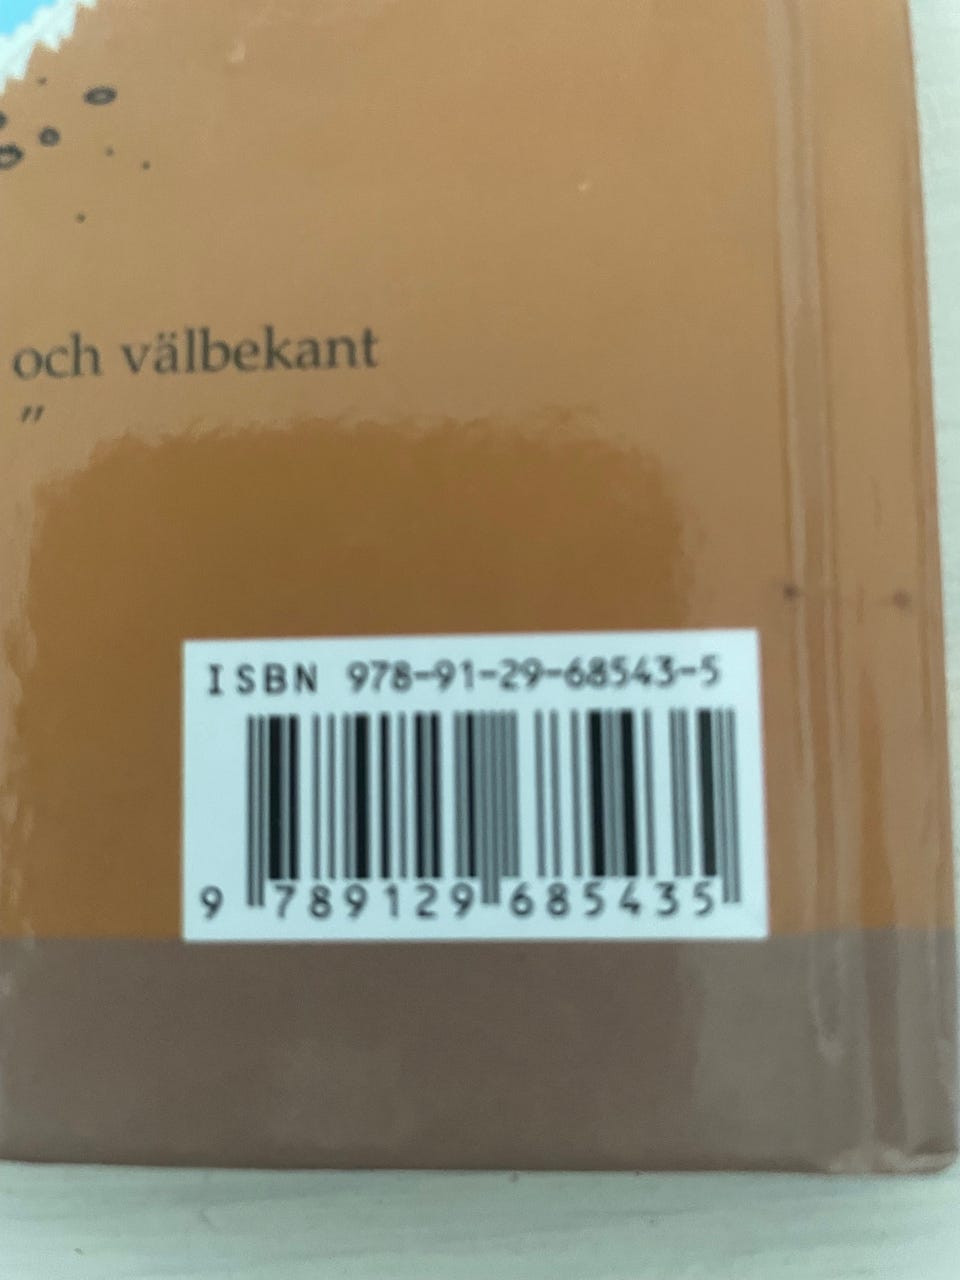 och välbekant
”
ISBN 978-91-29-68543-5
9 789129 685435